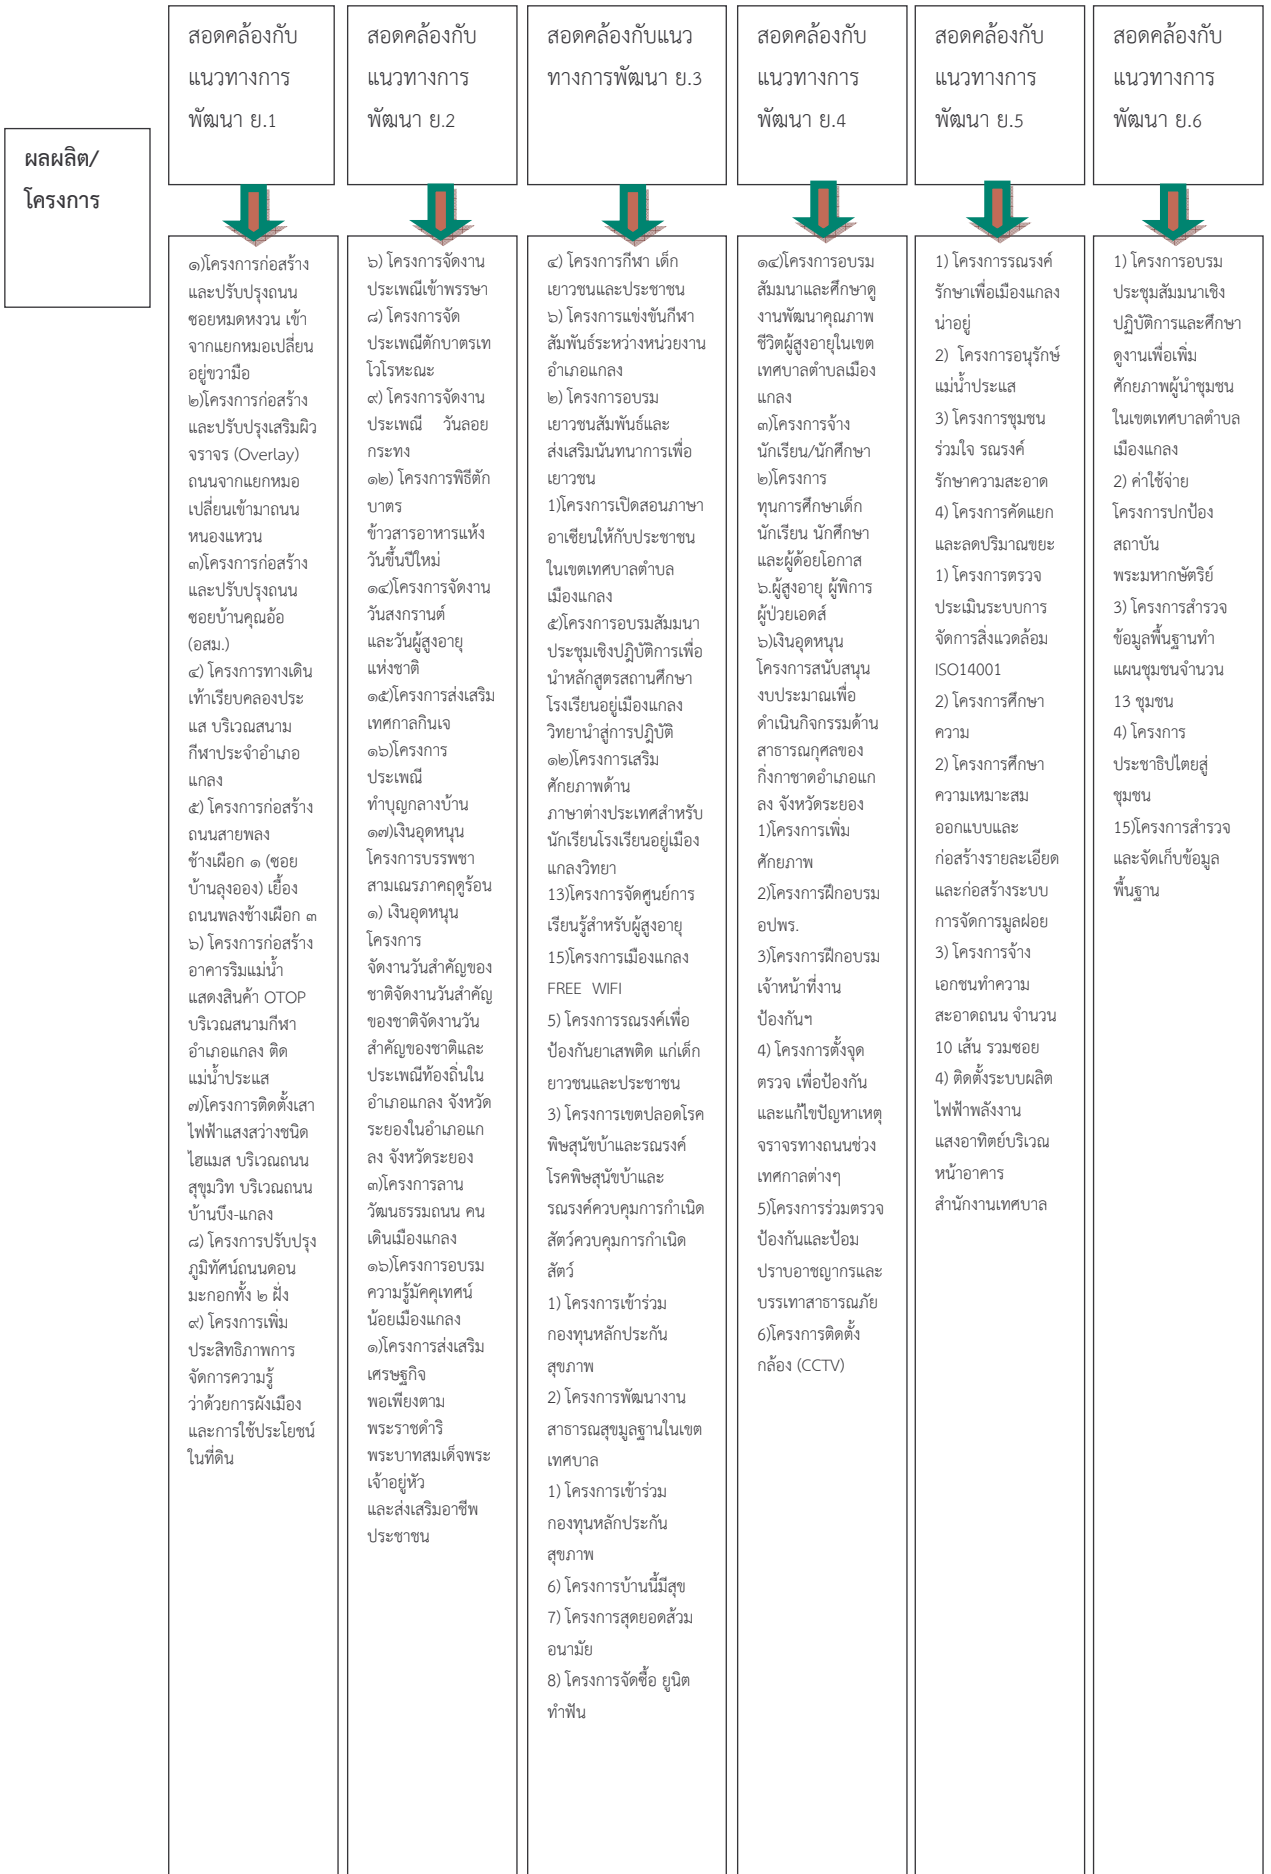 ผลผลิต/
โครงการ
สอดคล้องกับ
แนวทางการ
พัฒนา ย.1
สอดคล้องกับ
แนวทางการ
พัฒนา ย.2
สอดคล้องกับแนว
ทางการพัฒนา ย.3
สอดคล้องกับ
แนวทางการ
พัฒนา ย.4
สอดคล้องกับ
แนวทางการ
พัฒนา ย.5
สอดคล้องกับ
แนวทางการ
พัฒนา ย.6
๑)โครงการก่อสร้าง
และปรับปรุงถนน
ซอยหมดหงวน เข้า
จากแยกหมอเปลี่ยน
อยู่ขวามือ
๒)โครงการก่อสร้าง
และปรับปรุงเสริมผิว
จราจร (Overlay)
ถนนจากแยกหมอ
เปลี่ยนเข้ามาถนน
หนองแหวน
๓)โครงการก่อสร้าง
และปรับปรุงถนน
ซอยบ้านคุณอ้อ
(อสม.)
๔) โครงการทางเดิน
เท้าเรียบคลองประ
แส บริเวณสนาม
กีฬาประจำอำเภอ
แกลง
๕) โครงการก่อสร้าง
ถนนสายพลง
ช้างเผือก ๑ (ซอย
บ้านลุงออง) เยื้อง
ถนนพลงช้างเผือก ๓
๖) โครงการก่อสร้าง
อาคารริมแม่น้ำ
แสดงสินค้า OTOP
บริเวณสนามกีฬา
อำเภอแกลง ติด
แม่น้ำประแส
๗)โครงการติดตั้งเสา
ไฟฟ้าแสงสว่างชนิด
ไฮแมส บริเวณถนน
สุขุมวิท บริเวณถนน
บ้านบึง-แกลง
๘) โครงการปรับปรุง
ภูมิทัศน์ถนนดอน
มะกอกทั้ง ๒ ฝั่ง
๙) โครงการเพิ่ม
ประสิทธิภาพการ
จัดการความรู้
ว่าด้วยการผังเมือง
และการใช้ประโยชน์
ในที่ดิน
๖) โครงการจัดงาน
ประเพณีเข้าพรรษา
๘) โครงการจัด
ประเพณีตักบาตรเท
โวโรหะณะ
๙) โครงการจัดงาน
ประเพณี วันลอย
กระทง
๑๒) โครงการพิธีตัก
บาตร
ข้าวสารอาหารแห้ง
วันขึ้นปีใหม่
๑๔)โครงการจัดงาน
วันสงกรานต์
และวันผู้สูงอายุ
แห่งชาติ
๑๕)โครงการส่งเสริม
เทศกาลกินเจ
๑๖)โครงการ
ประเพณี
ทำบุญกลางบ้าน
๑๗)เงินอุดหนุน
โครงการบรรพชา
สามเณรภาคฤดูร้อน
๑) เงินอุดหนุน
โครงการ
จัดงานวันสำคัญของ
ชาติจัดงานวันสำคัญ
ของชาติจัดงานวัน
สำคัญของชาติและ
ประเพณีท้องถิ่นใน
อำเภอแกลง จังหวัด
ระยองในอำเภอแก
ลง จังหวัดระยอง
๓)โครงการลาน
วัฒนธรรมถนน คน
เดินเมืองแกลง
๑๖)โครงการอบรม
ความรู้มัคคุเทศน์
น้อยเมืองแกลง
๑)โครงการส่งเสริม
เศรษฐกิจ
พอเพียงตาม
พระราชดำริ
พระบาทสมเด็จพระ
เจ้าอยู่หัว
และส่งเสริมอาชีพ
ประชาชน
๔) โครงการกีฬา เด็ก
เยาวชนและประชาชน
๖) โครงการแข่งขันกีฬา
สัมพันธ์ระหว่างหน่วยงาน
อำเภอแกลง
๒) โครงการอบรม
เยาวชนสัมพันธ์และ
ส่งเสริมนันทนาการเพื่อ
เยาวชน
1)โครงการเปิดสอนภาษา
อาเซียนให้กับประชาชน
ในเขตเทศบาลตำบล
เมืองแกลง
๕)โครงการอบรมสัมมนา
ประชุมเชิงปฎิบัติการเพื่อ
นำหลักสูตรสถานศึกษา
โรงเรียนอยู่เมืองแกลง
วิทยานำสู่การปฎิบัติ
๑๒)โครงการเสริม
ศักยภาพด้าน
ภาษาต่างประเทศสำหรับ
นักเรียนโรงเรียนอยู่เมือง
แกลงวิทยา
13)โครงการจัดศูนย์การ
เรียนรู้สำหรับผู้สูงอายุ
15)โครงการเมืองแกลง
FREE WIFI
5) โครงการรณรงค์เพื่อ
ป้องกันยาเสพติด แก่เด็ก
ยาวชนและประชาชน
3) โครงการเขตปลอดโรค
พิษสุนัขบ้าและรณรงค์
โรคพิษสุนัขบ้าและ
รณรงค์ควบคุมการกำเนิด
สัตว์ควบคุมการกำเนิด
สัตว์
1) โครงการเข้าร่วม
กองทุนหลักประกัน
สุขภาพ
2) โครงการพัฒนางาน
สาธารณสุขมูลฐานในเขต
เทศบาล
1) โครงการเข้าร่วม
กองทุนหลักประกัน
สุขภาพ
6) โครงการบ้านนี้มีสุข
7) โครงการสุดยอดส้วม
อนามัย
8) โครงการจัดซื้อ ยูนิต
ทำฟัน
๑๔)โครงการอบรม
สัมมนาและศึกษาดู
งานพัฒนาคุณภาพ
ชีวิตผู้สูงอายุในเขต
เทศบาลตำบลเมือง
แกลง
๓)โครงการจ้าง
นักเรียน/นักศึกษา
๒)โครงการ
ทุนการศึกษาเด็ก
นักเรียน นักศึกษา
และผู้ด้อยโอกาส
๖.ผู้สูงอายุ ผู้พิการ
ผู้ป่วยเอดส์
๖)เงินอุดหนุน
โครงการสนับสนุน
งบประมาณเพื่อ
ดำเนินกิจกรรมด้าน
สาธารณกุศลของ
กิ่งกาชาดอำเภอแก
ลง จังหวัดระยอง
1)โครงการเพิ่ม
ศักยภาพ
2)โครงการฝึกอบรม
อปพร.
3)โครงการฝึกอบรม
เจ้าหน้าที่งาน
ป้องกันฯ
4) โครงการตั้งจุด
ตรวจ เพื่อป้องกัน
และแก้ไขปัญหาเหตุ
จราจรทางถนนช่วง
เทศกาลต่างๆ
5)โครงการร่วมตรวจ
ป้องกันและป้อม
ปราบอาชญากรและ
บรรเทาสาธารณภัย
6)โครงการติดตั้ง
กล้อง (CCTV)
1) โครงการรณรงค์
รักษาเพื่อเมืองแกลง
น่าอยู่
2) โครงการอนุรักษ์
แม่น้ำประแส
3) โครงการชุมชน
ร่วมใจ รณรงค์
รักษาความสะอาด
4) โครงการคัดแยก
และลดปริมาณขยะ
1) โครงการตรวจ
ประเมินระบบการ
จัดการสิ่งแวดล้อม
ISO14001
2) โครงการศึกษา
ความ
2) โครงการศึกษา
ความเหมาะสม
ออกแบบและ
ก่อสร้างรายละเอียด
และก่อสร้างระบบ
การจัดการมูลฝอย
3) โครงการจ้าง
เอกชนทำความ
สะอาดถนน จำนวน
10 เส้น รวมซอย
4) ติดตั้งระบบผลิต
ไฟฟ้าพลังงาน
แสงอาทิตย์บริเวณ
หน้าอาคาร
สำนักงานเทศบาล
1) โครงการอบรม
ประชุมสัมมนาเชิง
ปฏิบัติการและศึกษา
ดูงานเพื่อเพิ่ม
ศักยภาพผู้นำชุมชน
ในเขตเทศบาลตำบล
เมืองแกลง
2) ค่าใช้จ่าย
โครงการปกป้อง
สถาบัน
พระมหากษัตริย์
3) โครงการสำรวจ
ข้อมูลพื้นฐานทำ
แผนชุมชนจำนวน
13 ชุมชน
4) โครงการ
ประชาธิปไตยสู่
ชุมชน
15)โครงการสำรวจ
และจัดเก็บข้อมูล
พื้นฐาน